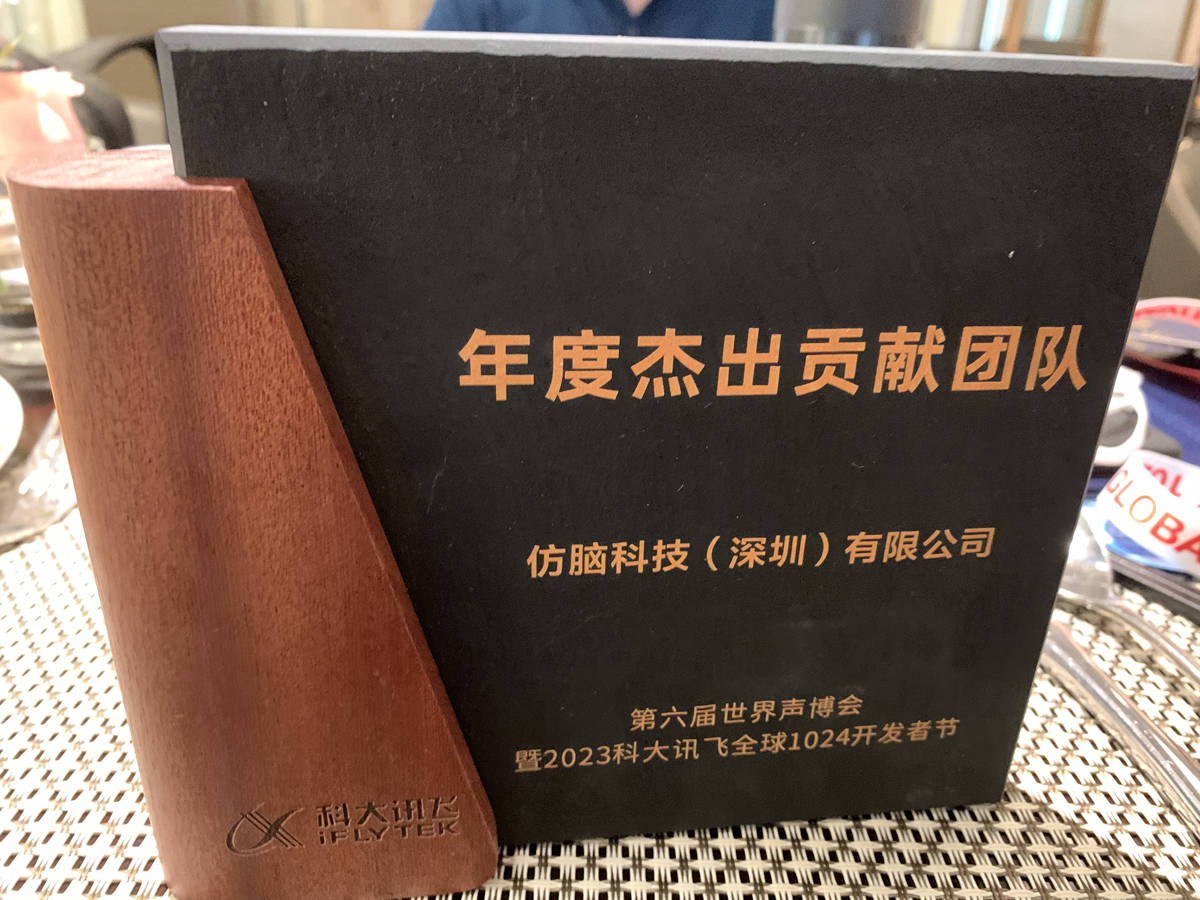 年度杰出贡献团队
仿脑科技（深圳）有限公司
第六届世界声博会
暨2023科大讯飞全球1024开发者节
科大讯飞
iFLYTEK
GLOBA